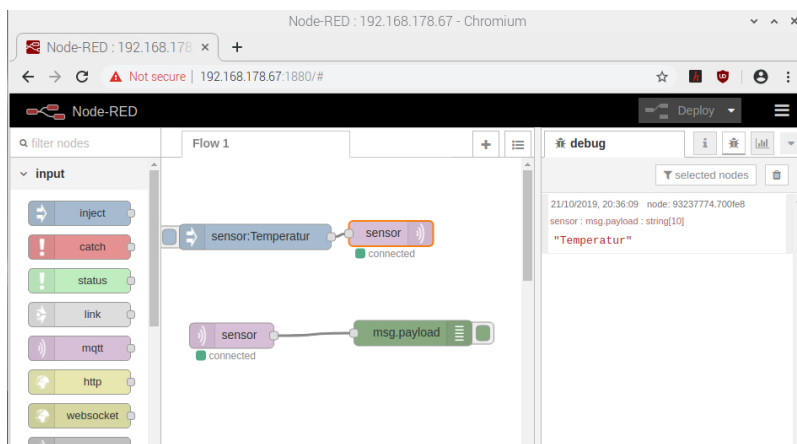 Node-RED : 192.168.178.67 - Chromium
Node-RED : 192.168.178
Not secure | 192.168.178.67:1880/#
Node-RED
Deploy
filter nodes
Flow 1
debug
i
input
selected nodes
inject
catch
status
link
mqtt
http
websocket
sensor:Temperatur
sensor
connected
sensor
connected
msg.payload
21/10/2019, 20:36:09 node: 93237774.700fe8
sensor : msg.payload : string[10]
"Temperatur"